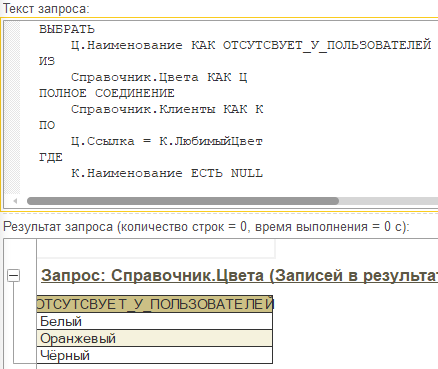 Текст запроса:
ВЫБРАТЬ
Ц.Наименование КАК ОТСУТСВУЕТ_У_ПОЛЬЗОВАТЕЛЕЙ
ИЗ
Справочник.Цвета КАК Ц
ПОЛНОЕ СОЕДИНЕНИЕ
Справочник.Клиенты КАК К
ПО
Ц.Ссылка = К.ЛюбимыйЦвет
ГДЕ
К.Наименование ЕСТЬ NULL
Результат запроса (количество строк = 0, время выполнения = 0 с):
Запрос: Справочник.Цвета (Записей в результат
ОТСУТСВУЕТ_У_ПОЛЬЗОВАТЕЛЕЙ
Белый
Оранжевый
Чёрный